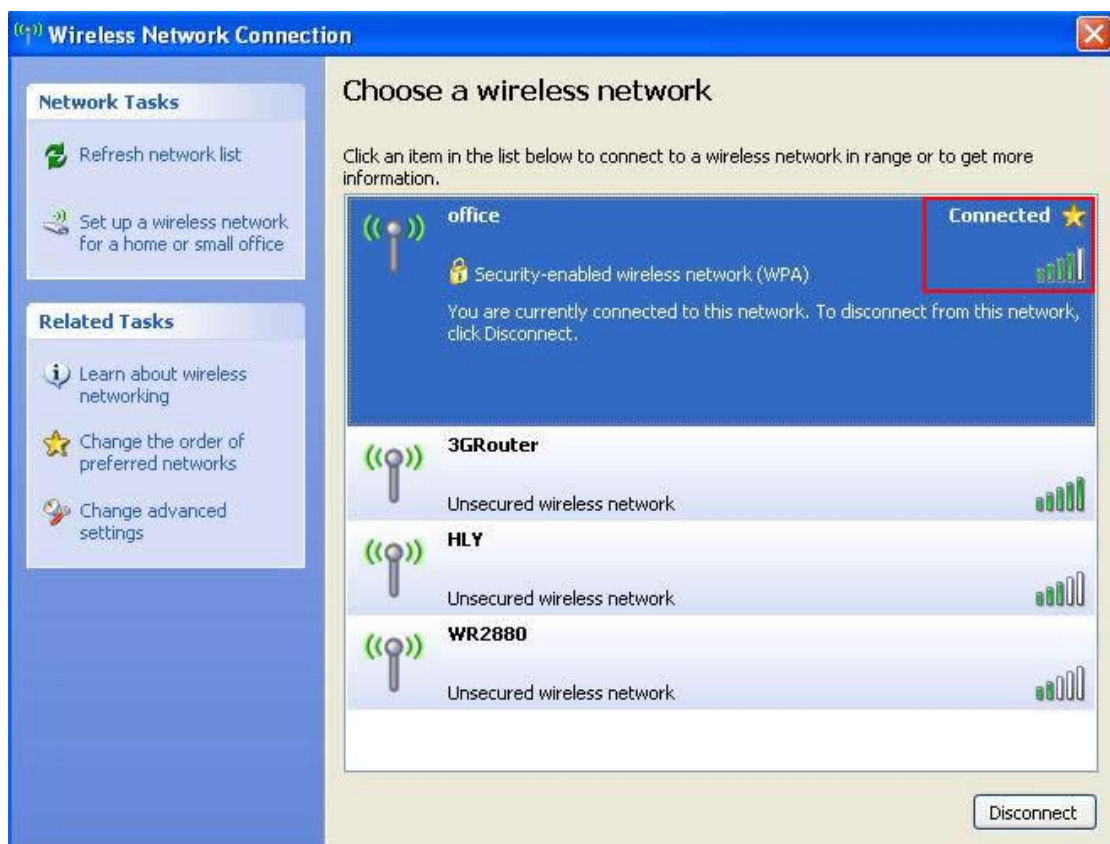 Wireless Network Connection
Network Tasks
Refresh network list
Set up a wireless network
for a home or small office
Related Tasks
Learn about wireless
networking
Change the order of
preferred networks
Change advanced
settings
Choose a wireless network
Click an item in the list below to connect to a wireless network in range or to get more
information.
office
Connected
Security-enabled wireless network (WPA)
You are currently connected to this network. To disconnect from this network,
click Disconnect.
3GRouter
Unsecured wireless network
HLY
Unsecured wireless network
WR2880
Unsecured wireless network
Disconnect